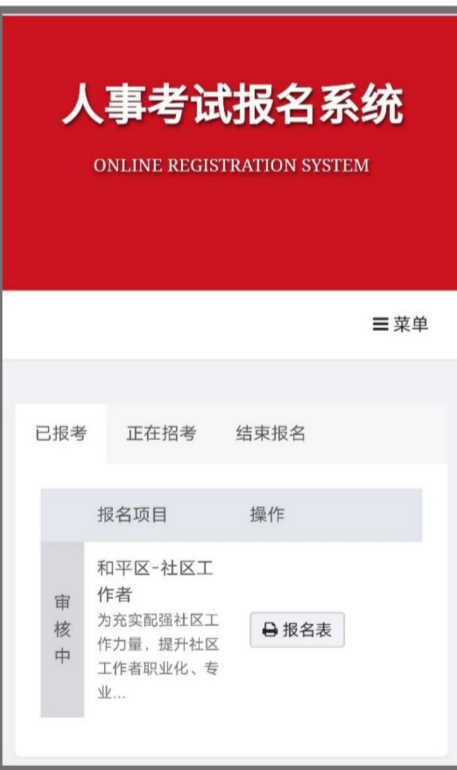 人事考试报名系统
ONLINE REGISTRATION SYSTEM
菜单
已报考 正在招考 结束报名
报名项目 操作
审核中
和平区-社区工
作者
为充实配强社区工
作力量，提升社区
工作者职业化、专
业...
报名表